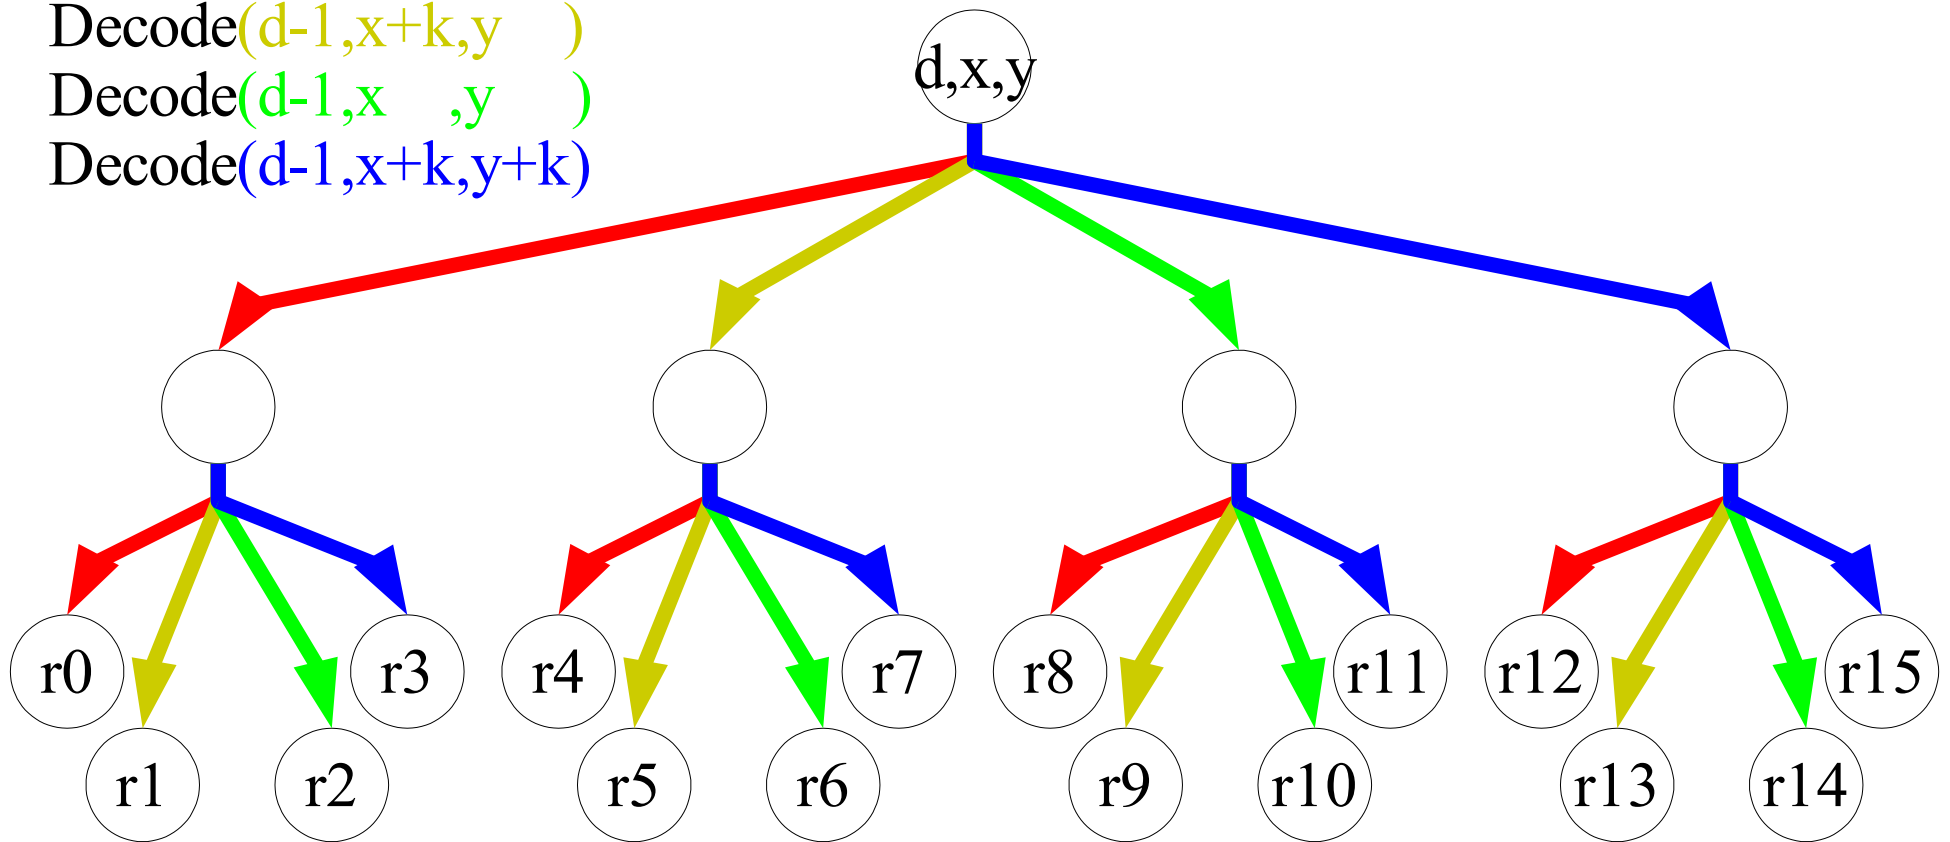 Decode(d-1,x+k,y )
Decode(d-1,x ,y )
Decode(d-1,x+k,y+k)
d,x,y
r0 r3 r4 r7 r8 r11 r12 r15
r1 r2 r5 r6 r9 r10 r13 r14